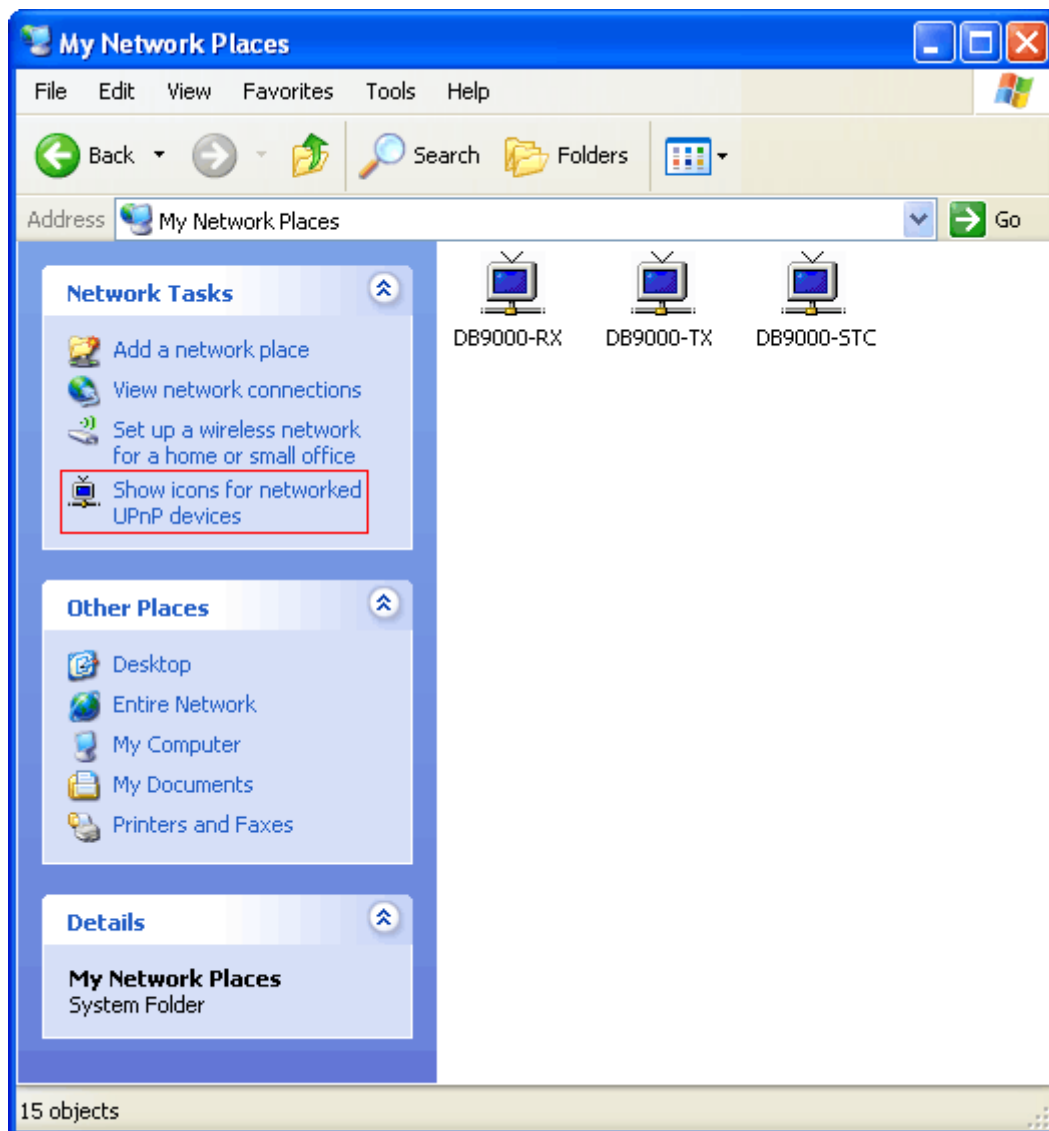 My Network Places
File Edit View Favorites Tools Help
Back Search Folders
Address My Network Places Go
Network Tasks
Add a network place
View network connections
Set up a wireless network
for a home or small office
Show icons for networked
UPnP devices
Other Places
Desktop
Entire Network
My Computer
My Documents
Printers and Faxes
Details
My Network Places
System Folder
DB9000-RX DB9000-TX DB9000-STC
15 objects